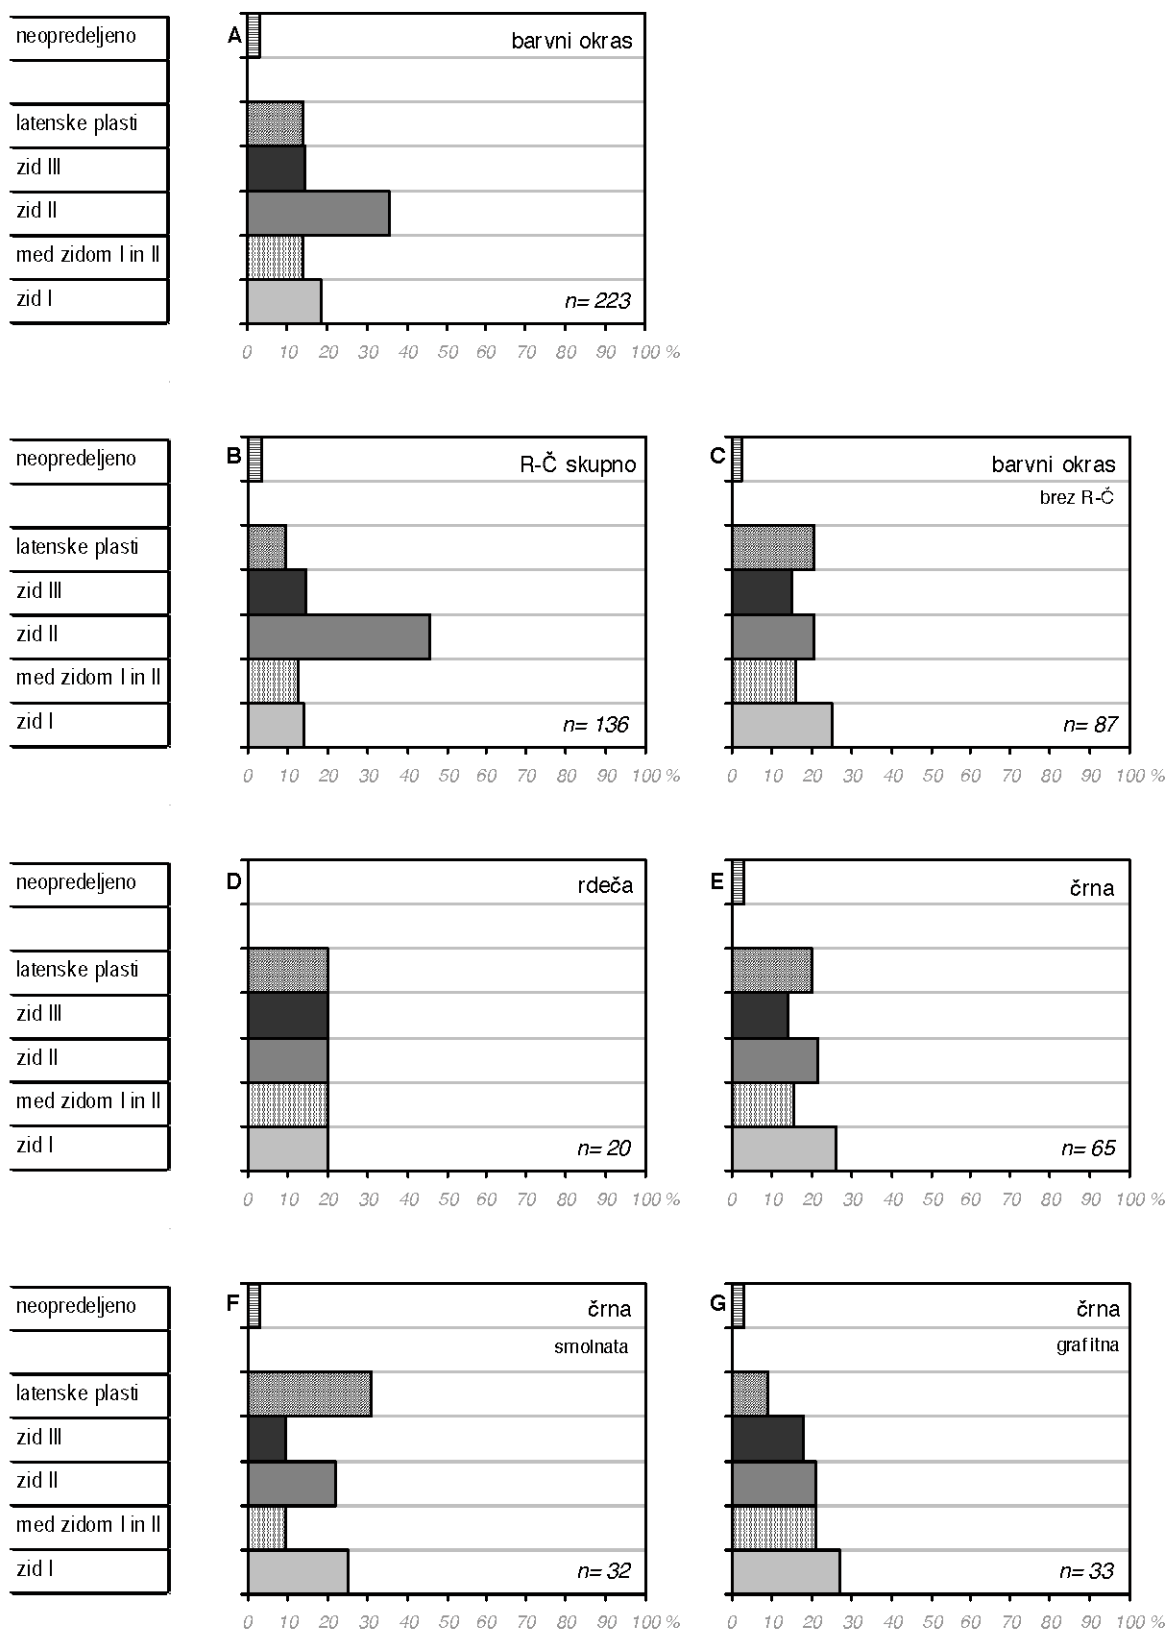 neopredeljeno
latenske plasti
zid III
zid II
med zidom I in II
zid I
A
barvni okras
n= 223
0 10 20 30 40 50 60 70 80 90 100 %
neopredeljeno
latenske plasti
zid III
zid II
med zidom I in II
zid I
B
R-Č skupno
n= 136
0 10 20 30 40 50 60 70 80 90 100 %
C
barvni okras
brez R-Č
n= 87
0 10 20 30 40 50 60 70 80 90 100 %
neopredeljeno
latenske plasti
zid III
zid II
med zidom I in II
zid I
D
rdeča
n= 20
0 10 20 30 40 50 60 70 80 90 100 %
E
črna
n= 65
0 10 20 30 40 50 60 70 80 90 100 %
neopredeljeno
latenske plasti
zid III
zid II
med zidom I in II
zid I
F
črna
smolnata
n= 32
0 10 20 30 40 50 60 70 80 90 100 %
G
črna
grafitna
n= 33
0 10 20 30 40 50 60 70 80 90 100 %